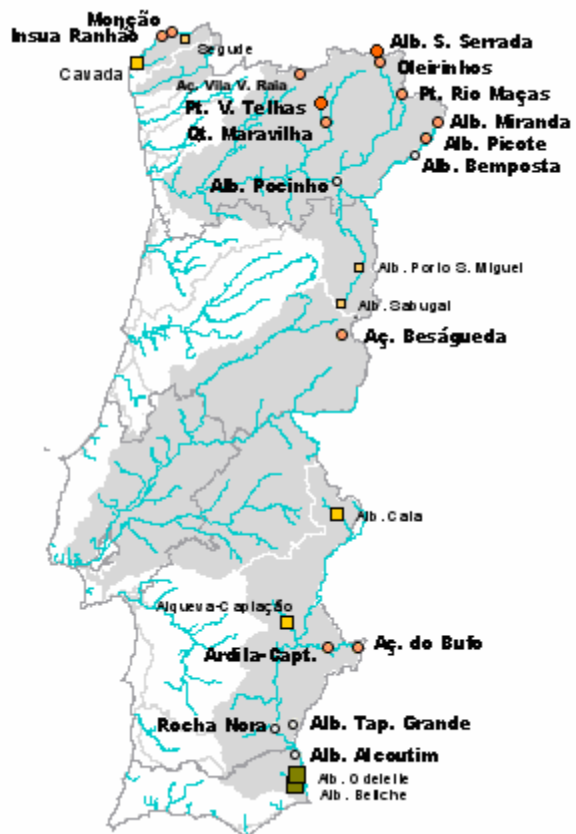 Monção
Insua Ranhão
Segude
Cavada
Alb. S. Serrada
Oleirinhos
Aç. Vila V. Raia
Pt. V. Telhas
Qt. Maravilha
Pt. Rio Maças
Alb. Miranda
Alb. Picote
Alb. Bemposta
Alb. Pocinho
Alb. Porto S. Miguel
Alb. Sabugal
Aç. Beságueda
Alb. Caia
Alqueva-Captação
Ardila-Capt.
Aç. do Bufo
Rocha Nora
Alb. Tap. Grande
Alb. Alcoutim
Alb. Odeleite
Alb. Beliche